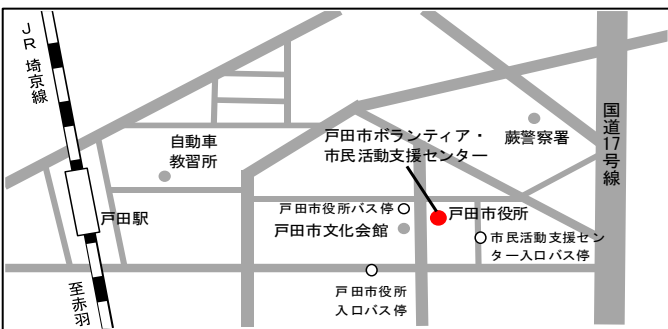 JR 埼京線
自動車
教習所
戸田市ボランティア・
市民活動支援センター
蕨警察署
国道17号線
戸田駅
戸田市役所バス停
戸田市文化会館
戸田市役所
市民活動支援セン
ター入口バス停
戸田市役所
入口バス停
至赤羽